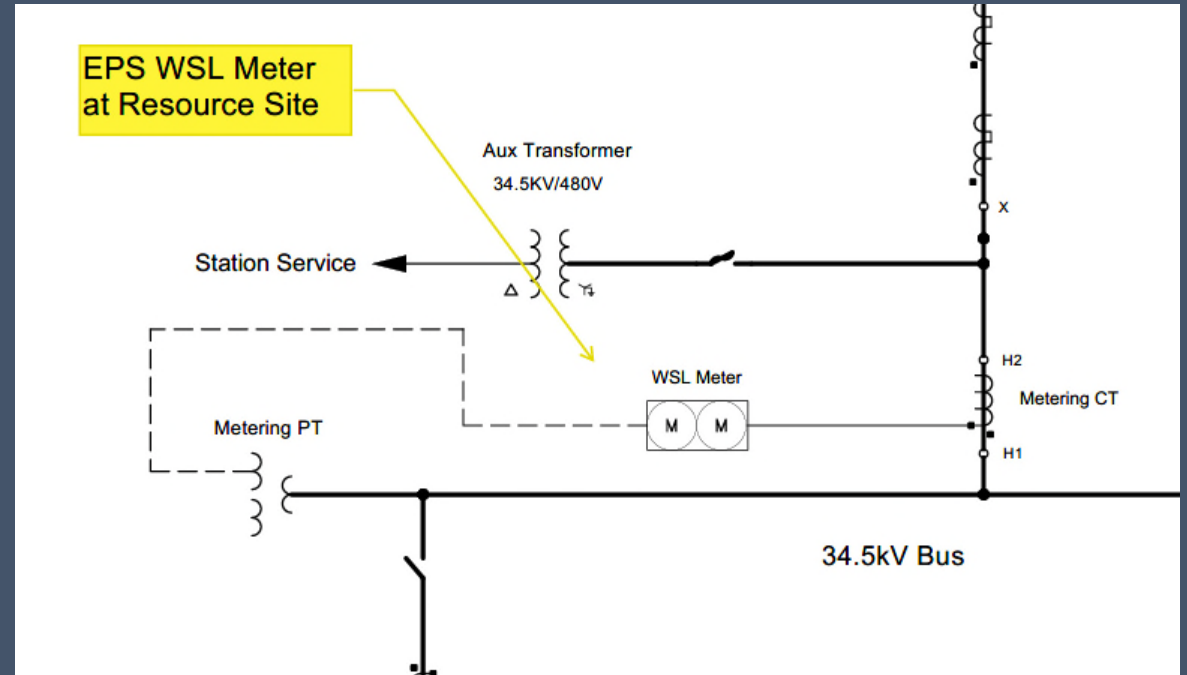 EPS WSL Meter
at Resource Site
Aux Transformer
34.5KV/480V
X
Station Service
H2
WSL Meter
Metering CT
M M
Metering PT
H1
34.5kV Bus